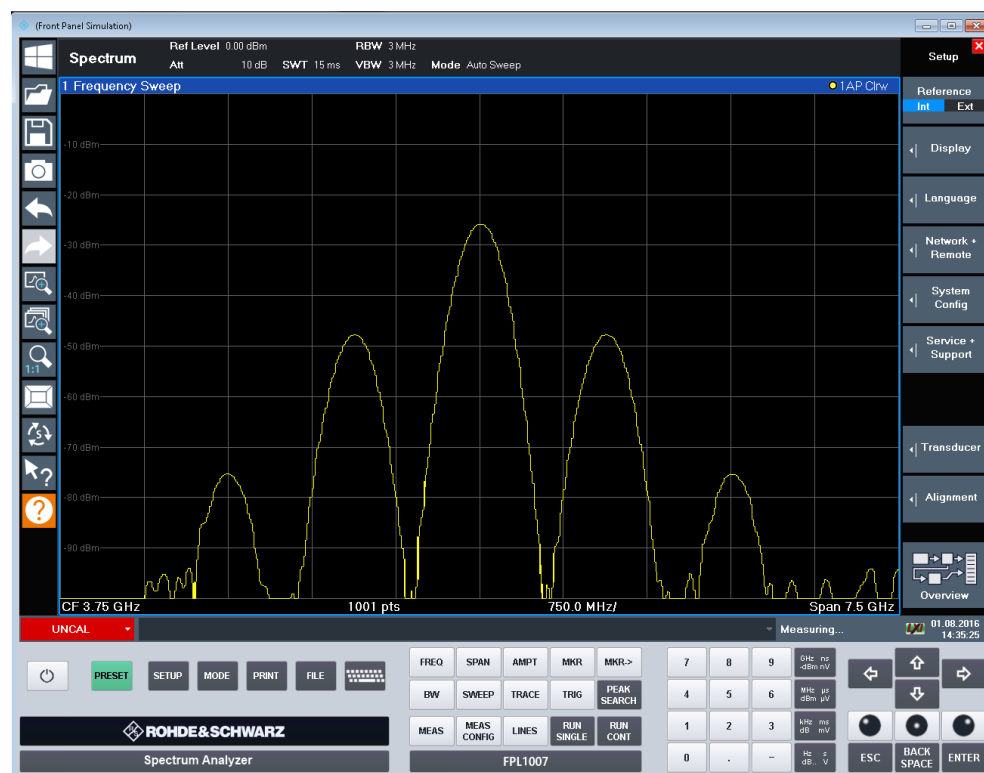 (Front Panel Simulation)
Spectrum
Ref Level 0.00 dBm RBW 3 MHz
Att 10 dB SWT 15 ms VBW 3 MHz Mode Auto Sweep
Setup
1 Frequency Sweep
1AP Clrw
-10 dBm
-20 dBm
-30 dBm
-40 dBm
-50 dBm
-60 dBm
-70 dBm
-80 dBm
-90 dBm
CF 3.75 GHz 1001 pts 750.0 MHz/ Span 7.5 GHz
1:1
S
?
?
Reference
Int Ext
Display
Language
Network +
Remote
System
Config
Service +
Support
Transducer
Alignment
Overview
UNCAL
Measuring...
01.08.2016
14:35:25
PRESET SETUP MODE PRINT FILE
FREQ SPAN AMPT MKR MKR->
BW SWEEP TRACE TRIG PEAK
SEARCH
MEAS MEAS
CONFIG LINES RUN
SINGLE RUN
CONT
7 8 9 GHz ns
-dBm nV
4 5 6 MHz µs
dBm µV
1 2 3 kHz ms
dB mV
0 . - Hz s
dB.. V
ESC BACK
SPACE ENTER
ROHDE&SCHWARZ
Spectrum Analyzer
FPL1007